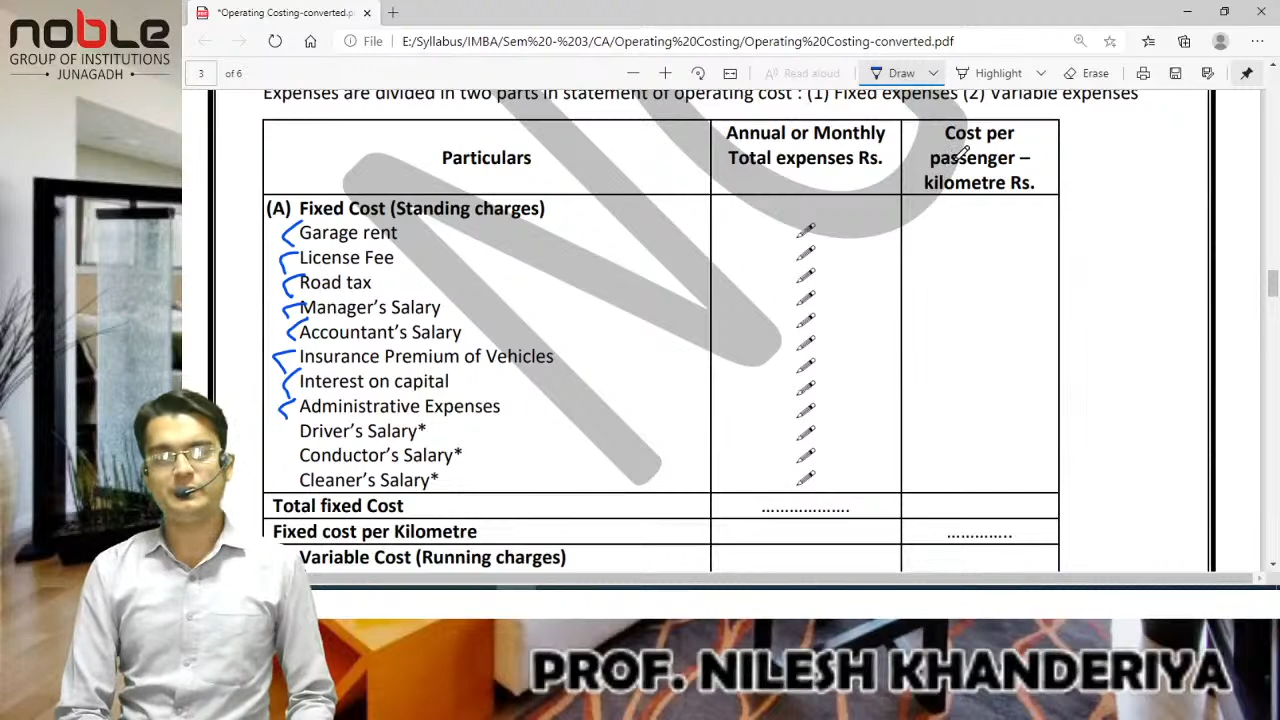 noble
GROUP OF INSTITUTIONS
JUNAGADH
*Operating Costing-converted.p
File
E:/Syllabus/IMBA/Sem%20-%203/CA/Operating%20Costing/Operating%20Costing-converted.pdf
3 of 6
Read aloud
Draw
Highlight
Erase
Expenses are divided in two parts in statement of operating cost : (1) Fixed expenses (2) Variable expenses
Particulars
Annual or Monthly
Total expenses Rs.
Cost per
passenger –
kilometre Rs.
(A) Fixed Cost (Standing charges)
Garage rent
License Fee
Road tax
Manager's Salary
Accountant's Salary
Insurance Premium of Vehicles
Interest on capital
Administrative Expenses
Driver's Salary*
Conductor's Salary*
Cleaner's Salary*
Total fixed Cost ……………….
Fixed cost per Kilometre …………..
Variable Cost (Running charges)
PROF. NILESH KHANDERIYA